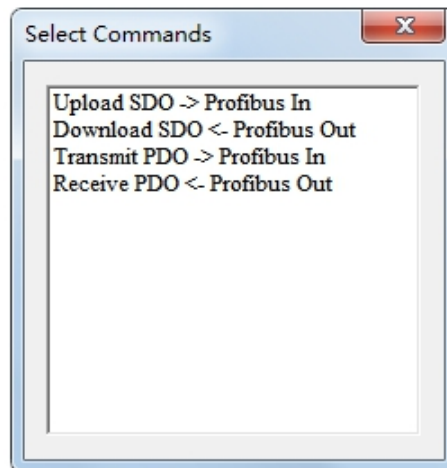 Select Commands
Upload SDO -> Profibus In
Download SDO <- Profibus Out
Transmit PDO -> Profibus In
Receive PDO <- Profibus Out